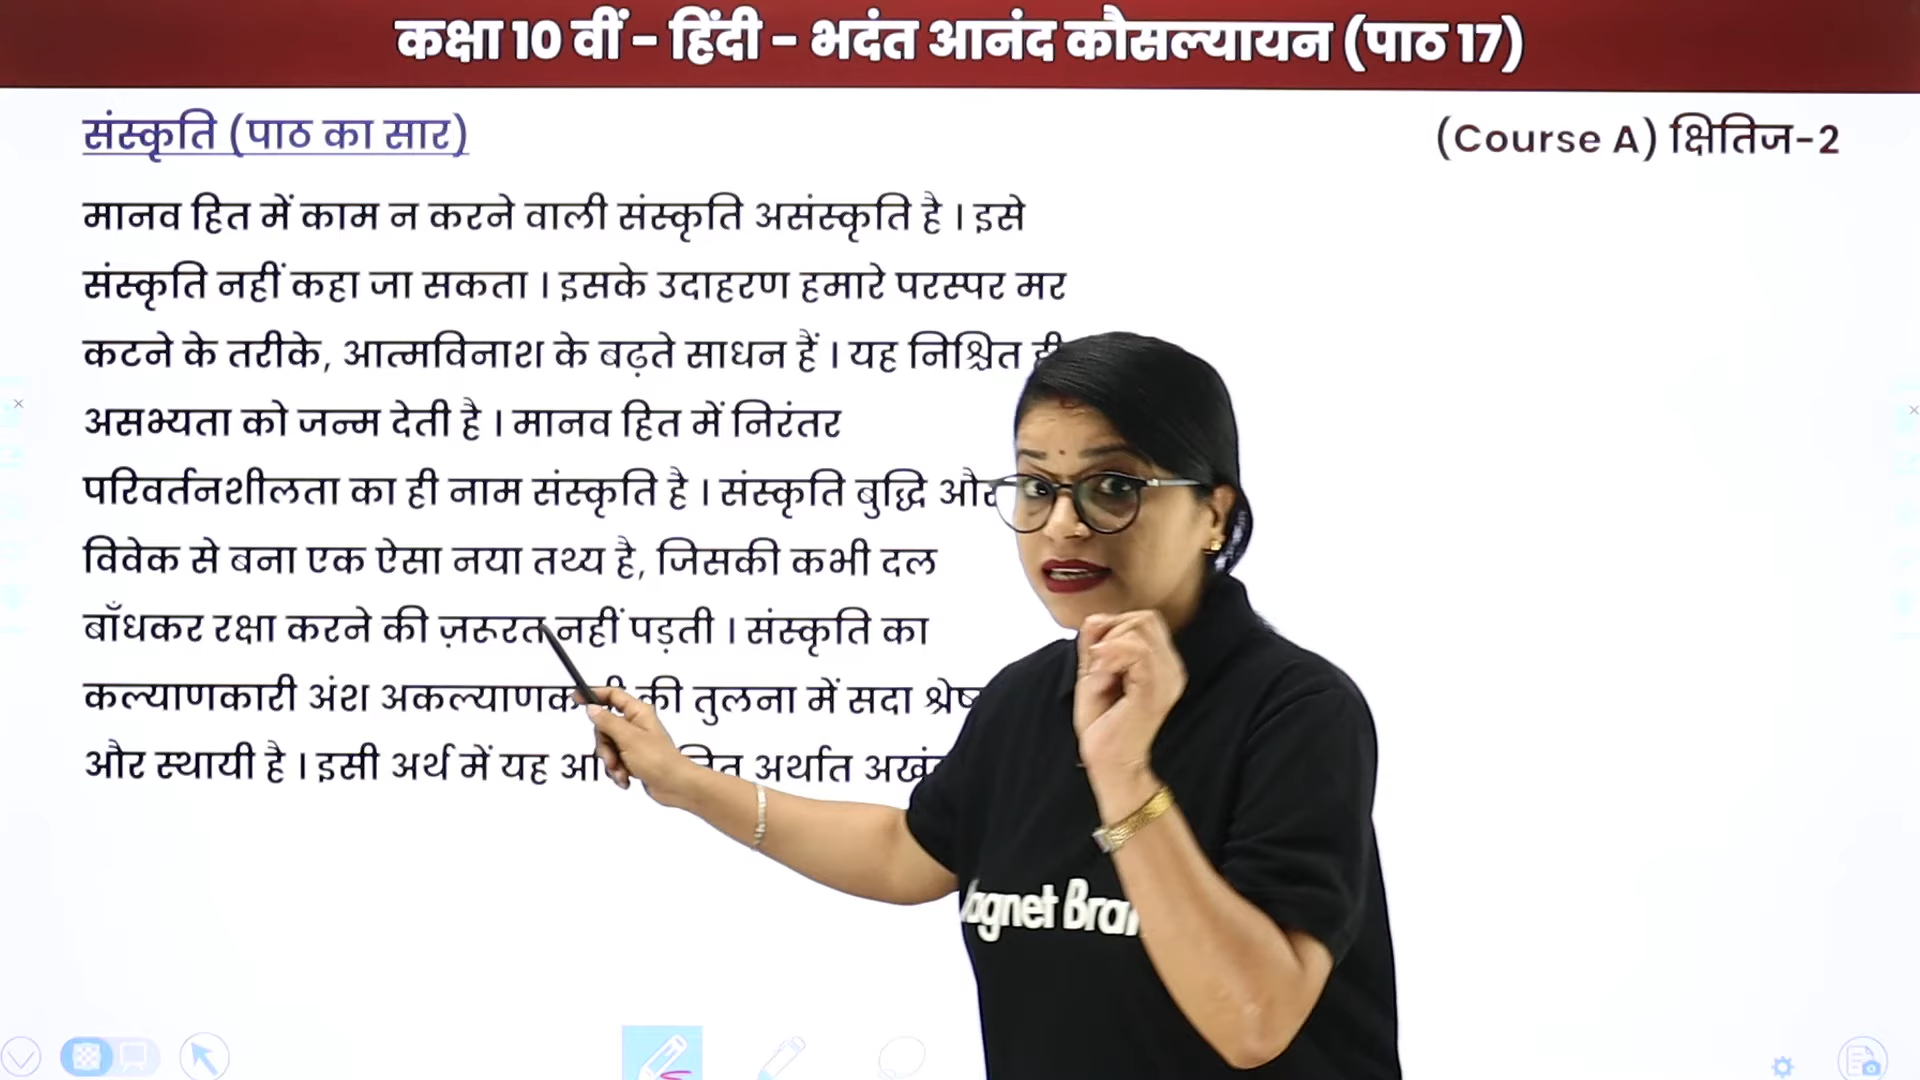 कक्षा 10 वीं - हिंदी - भदंत आनंद कौसल्यायन (पाठ 17)
संस्कृति (पाठ का सार)
(Course A) क्षितिज-2
मानव हित में काम न करने वाली संस्कृति असंस्कृति है । इसे
संस्कृति नहीं कहा जा सकता । इसके उदाहरण हमारे परस्पर मर
कटने के तरीके, आत्मविनाश के बढ़ते साधन हैं । यह निश्चित
असभ्यता को जन्म देती है । मानव हित में निरंतर
परिवर्तनशीलता का ही नाम संस्कृति है । संस्कृति बुद्धि और
विवेक से बना एक ऐसा नया तथ्य है, जिसकी कभी दल
बाँधकर रक्षा करने की ज़रूरत नहीं पड़ती । संस्कृति का
कल्याणकारी अंश की तुलना में सदा
और स्थायी है । इसी अर्थ में यह अर्थात